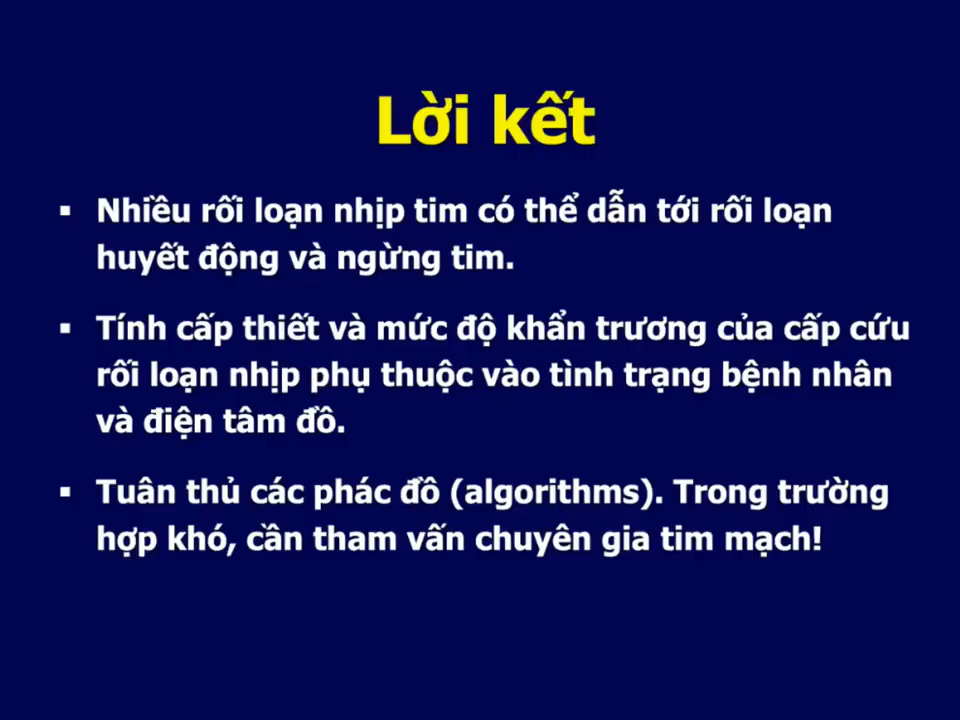 Lời kết
▪ Nhiều rối loạn nhịp tim có thể dẫn tới rối loạn
huyết động và ngừng tim.
▪ Tính cấp thiết và mức độ khẩn trương của cấp cứu
rối loạn nhịp phụ thuộc vào tình trạng bệnh nhân
và điện tâm đồ.
▪ Tuân thủ các phác đồ (algorithms). Trong trường
hợp khó, cần tham vấn chuyên gia tim mạch!